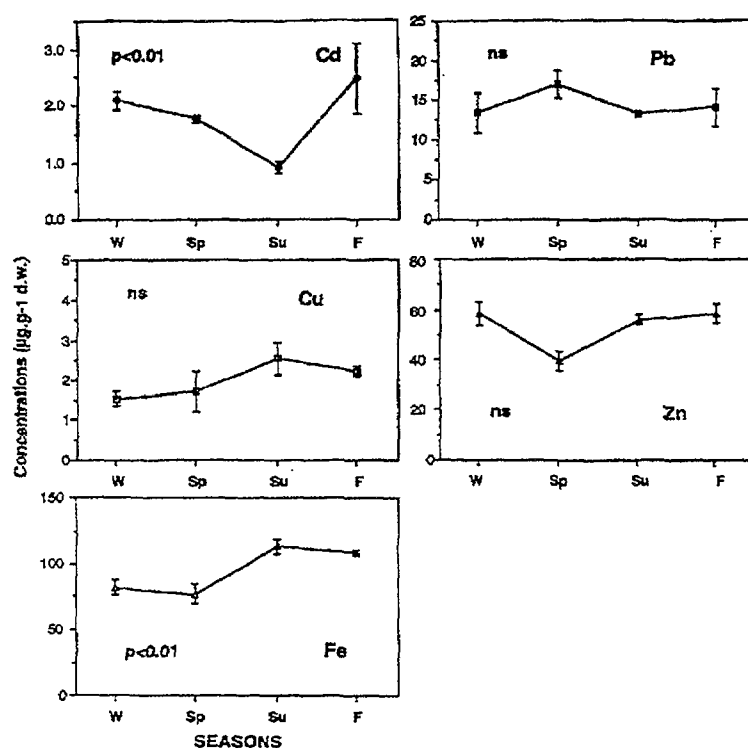 p<0.01 Cd
3.0
2.0
1.0
0.0
W Sp Su F
ns Pb
25
20
15
10
5
0
W Sp Su F
ns Cu
5
4
3
2
1
0
W Sp Su F
ns Zn
80
60
40
20
0
W Sp Su F
p<0.01 Fe
150
100
50
0
W Sp Su F
SEASONS
Concentrations (µg.g-1 d.w.)